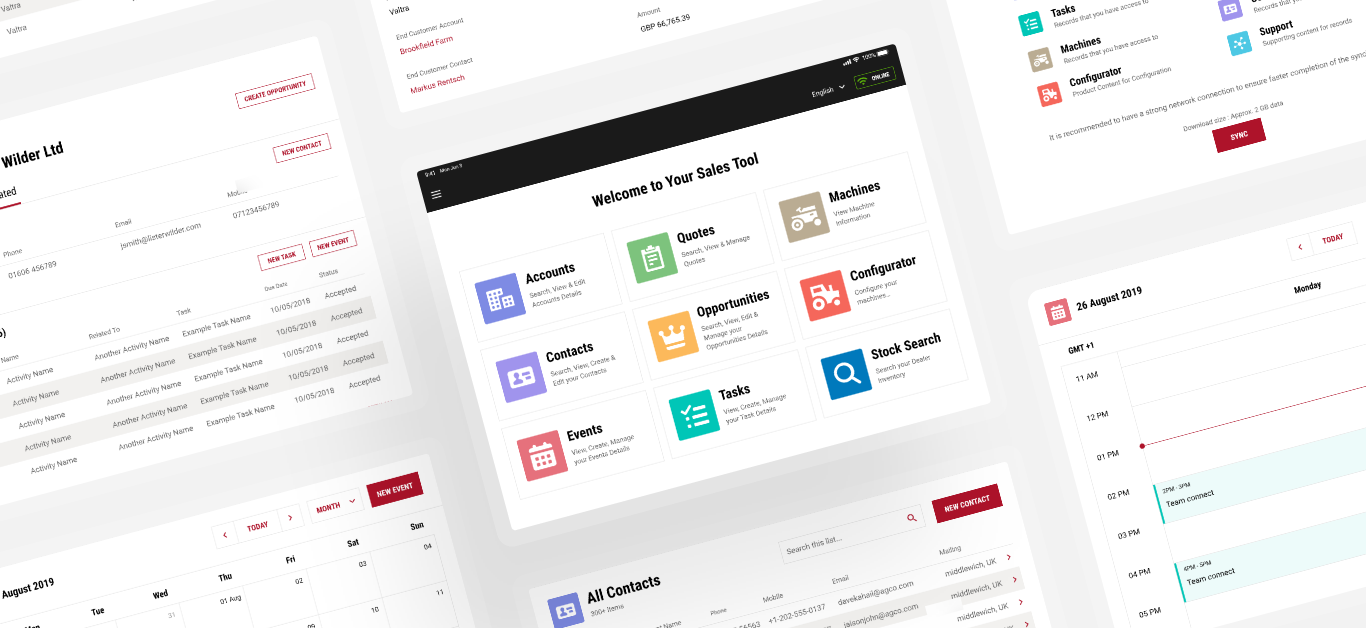 Valtra
Valtra
CREATE OPPORTUNITY
Wilder Ltd
NEW CONTACT
Phone
Email
01606 456789
jsmith@listerwilder.com
07123456789
NEW TASK
NEW EVENT
Name
Related To
Task
Due Date
Status
Activity Name
Another Activity Name
Example Task Name
10/05/2018
Accepted
Activity Name
Another Activity Name
Example Task Name
10/05/2018
Accepted
Activity Name
Another Activity Name
Example Task Name
10/05/2018
Accepted
Activity Name
Another Activity Name
Example Task Name
10/05/2018
Accepted
Activity Name
Another Activity Name
Example Task Name
10/05/2018
Accepted
August 2019
TODAY
MONTH
NEW EVENT
Tue
Wed
Thu
Fri
Sat
Sun
31
01 Aug
02
03
04
09
10
11
Valtra
End Customer Account
Brookfield Farm
End Customer Contact
Markus Rentsch
Amount
GBP 66,765.39
9:41 Mon Jun 3
100%
English
ONLINE
Welcome to Your Sales Tool
Accounts
Search, View & Edit
Accounts Details
Quotes
Search, View & Manage
Quotes
Machines
View Machine
Information
Contacts
Search, View, Create &
Edit your Contacts
Opportunities
Search, View, Edit &
Manage your
Opportunities Details
Configurator
Configure your
machines...
Events
View, Create, Manage
your Events Details
Tasks
View, Create, Manage
your Task Details
Stock Search
Search your Dealer
Inventory
All Contacts
300+ Items
Search this list...
NEW CONTACT
Name
Phone
Mobile
Email
Mailing
+1-202-555-0137
davekahail@agco.com
middlewich, UK
jaisonjohn@agco.com
middlewich, UK
middlewich, UK
middlewich, UK
Tasks
Records that you have access to
Machines
Records that you have access to
Support
Supporting content for records
Configurator
Product Content for Configuration
It is recommended to have a strong network connection to ensure faster completion of the sync
Download size : Approx. 2 GB data
SYNC
TODAY
26 August 2019
Monday
GMT +1
11 AM
12 PM
01 PM
02 PM
2PM - 3PM
Team connect
03 PM
04 PM
4PM - 5PM
Team connect
05 PM